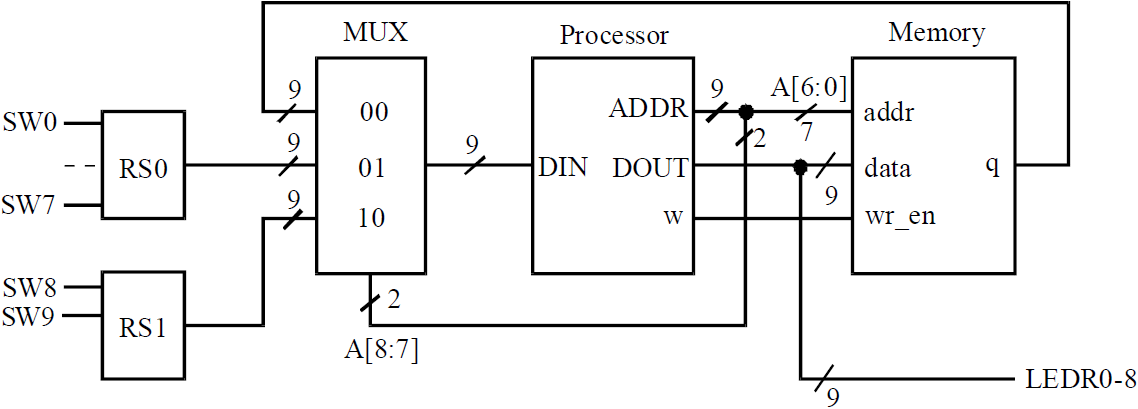 MUX
Processor
Memory
SW0
SW7
RS0
SW8
SW9
RS1
9
9
9
00
01
10
2
A[8:7]
9
DIN
ADDR
DOUT
w
9
2
A[6:0]
7
9
addr
data
wr_en
q
9
LEDR0-8